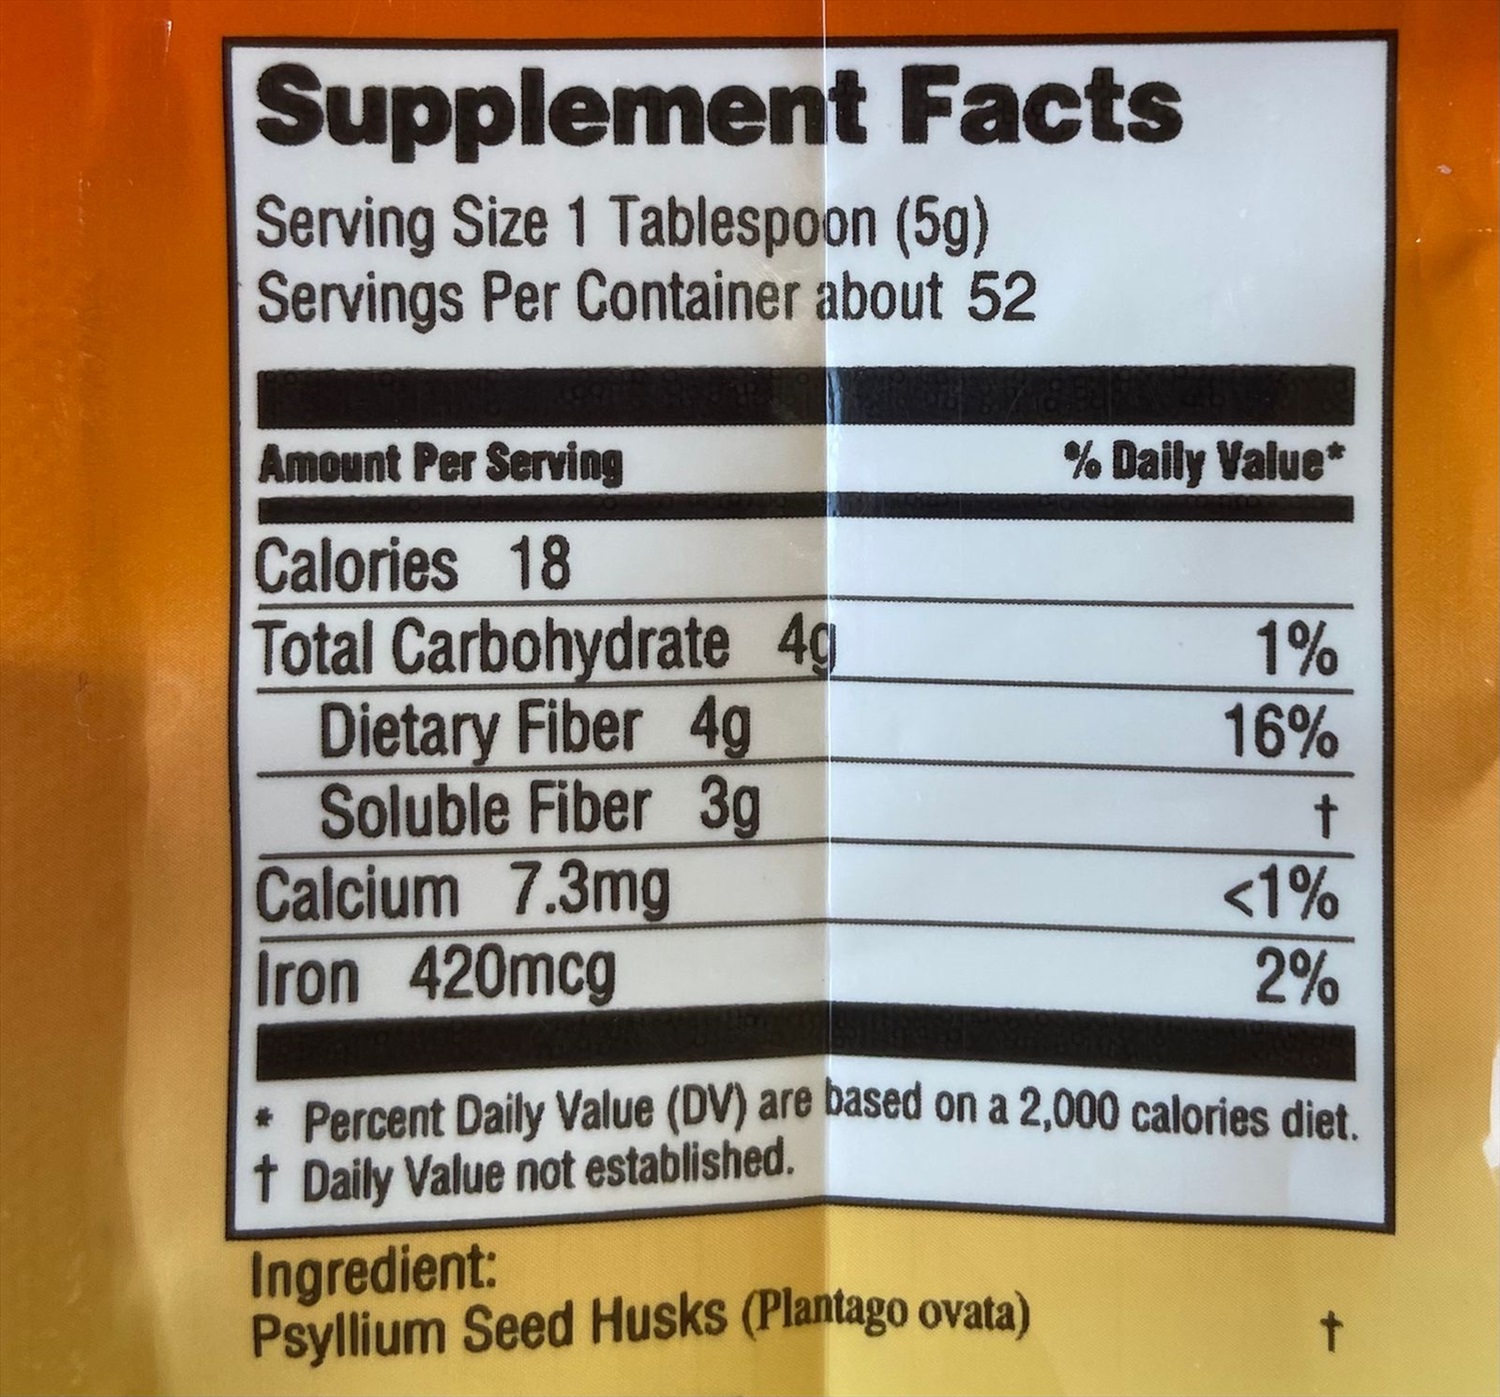 Supplement Facts
Serving Size 1 Tablespoon (5g)
Servings Per Container about 52
Amount Per Serving % Daily Value*
Calories 18
Total Carbohydrate 4g 1%
Dietary Fiber 4g 16%
Soluble Fiber 3g †
Calcium 7.3mg <1%
Iron 420mcg 2%
* Percent Daily Value (DV) are based on a 2,000 calories diet.
† Daily Value not established.
Ingredient:
Psyllium Seed Husks (Plantago ovata) †